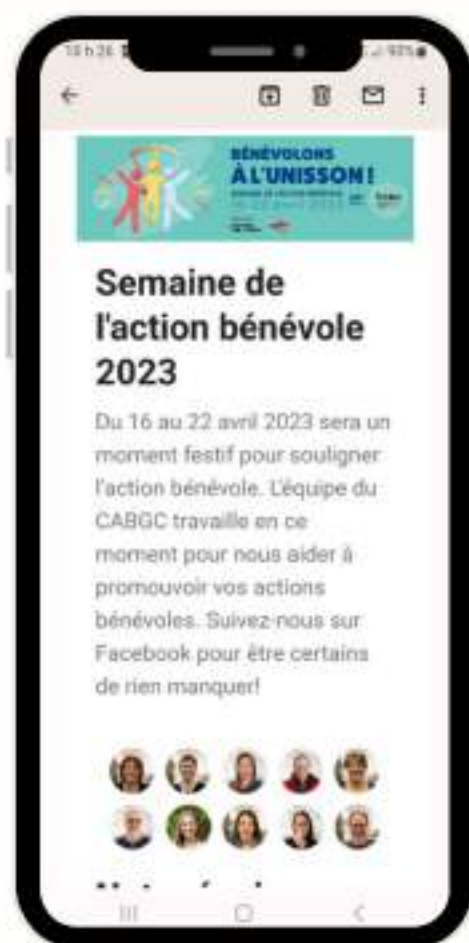 93%
BÉNÉVOLONS
À L'UNISSON !
Semaine de
l'action bénévole
2023
Du 16 au 22 avril 2023 sera un
moment festif pour souligner
l'action bénévole. L'équipe du
CABGC travaille en ce
moment pour nous aider à
promouvoir vos actions
bénévoles. Suivez-nous sur
Facebook pour être certains
de rien manquer!